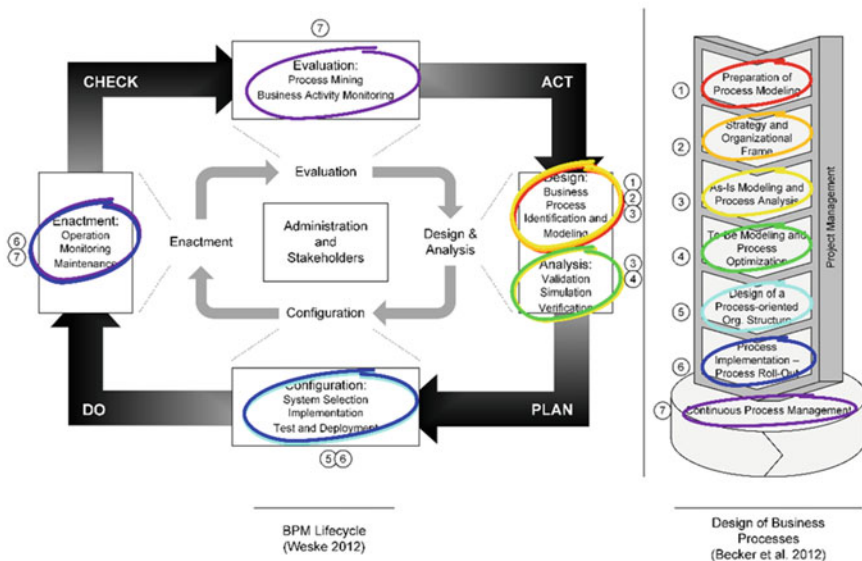 ⑦
Evaluation:
Process Mining
Business Activity Monitoring
CHECK
ACT
Evaluation
Enactment:
Operation
Monitoring
Maintenance
⑥
⑦
Enactment
Administration
and
Stakeholders
Design &
Analysis
Design:
Business
Process
Identification and
Modeling
①
②
③
Analysis:
Validation
Simulation
Verification
③
④
Configuration
Configuration:
System Selection
Implementation
Test and Deployment
⑤⑥
DO
PLAN
BPM Lifecycle
(Weske 2012)
①
Preparation of
Process Modeling
②
Strategy and
Organizational
Frame
③
As-Is Modeling and
Process Analysis
④
To-Be Modeling and
Process
Optimization
⑤
Design of a
Process-oriented
Org. Structure
⑥
Process
Implementation –
Process Roll-Out
⑦
Continuous Process Management
Project Management
Design of Business
Processes
(Becker et al. 2012)